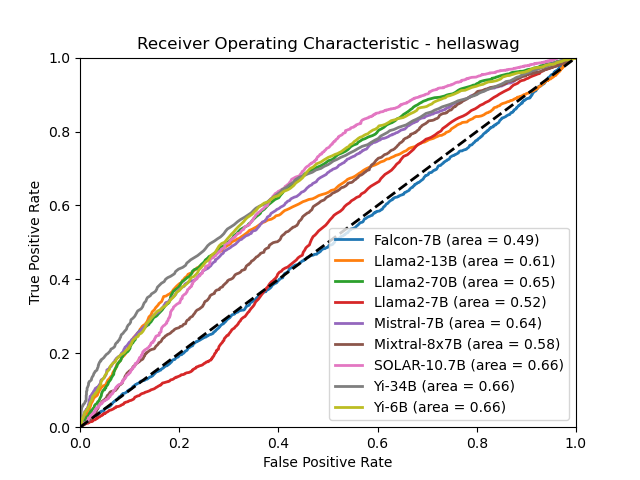 Receiver Operating Characteristic - hellaswag
True Positive Rate
1.0
0.8
0.6
0.4
0.2
0.0
Falcon-7B (area = 0.49)
Llama2-13B (area = 0.61)
Llama2-70B (area = 0.65)
Llama2-7B (area = 0.52)
Mistral-7B (area = 0.64)
Mixtral-8x7B (area = 0.58)
SOLAR-10.7B (area = 0.66)
Yi-34B (area = 0.66)
Yi-6B (area = 0.66)
0.0 0.2 0.4 0.6 0.8 1.0
False Positive Rate